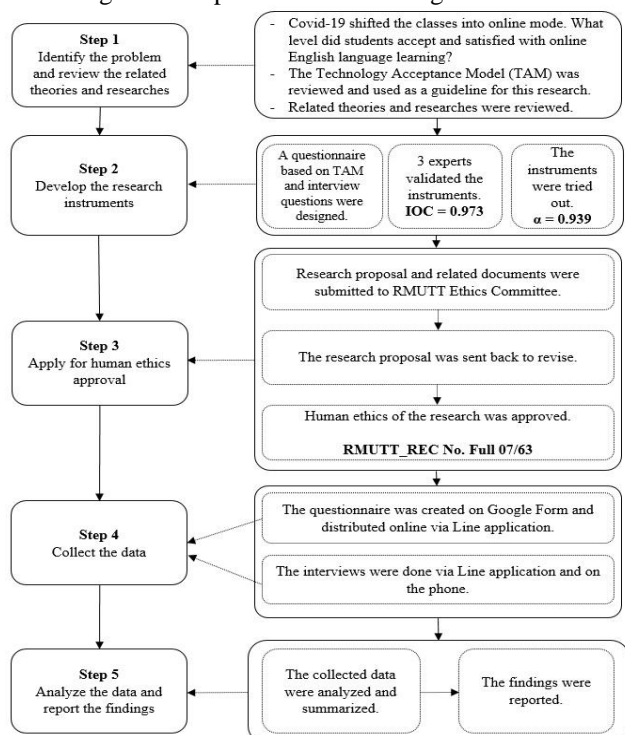 Step 1
Identify the problem
and review the related
theories and researches
- Covid-19 shifted the classes into online mode. What
level did students accept and satisfied with online
English language learning?
- The Technology Acceptance Model (TAM) was
reviewed and used as a guideline for this research.
- Related theories and researches were reviewed.
Step 2
Develop the research
instruments
A questionnaire
based on TAM
and interview
questions were
designed.
3 experts
validated the
instruments.
IOC = 0.973
The
instruments
were tried
out.
α = 0.939
Step 3
Apply for human ethics
approval
Research proposal and related documents were
submitted to RMUTT Ethics Committee.
The research proposal was sent back to revise.
Human ethics of the research was approved.
RMUTT_REC No. Full 07/63
Step 4
Collect the data
The questionnaire was created on Google Form and
distributed online via Line application.
The interviews were done via Line application and on
the phone.
Step 5
Analyze the data and
report the findings
The collected data
were analyzed and
summarized.
The findings were
reported.